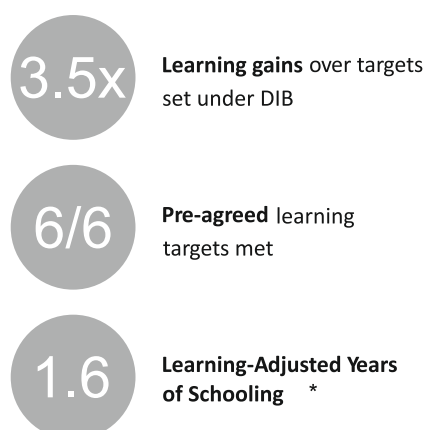 3.5x
Learning gains over targets
set under DIB
6/6
Pre-agreed learning
targets met
1.6
Learning-Adjusted Years
of Schooling *